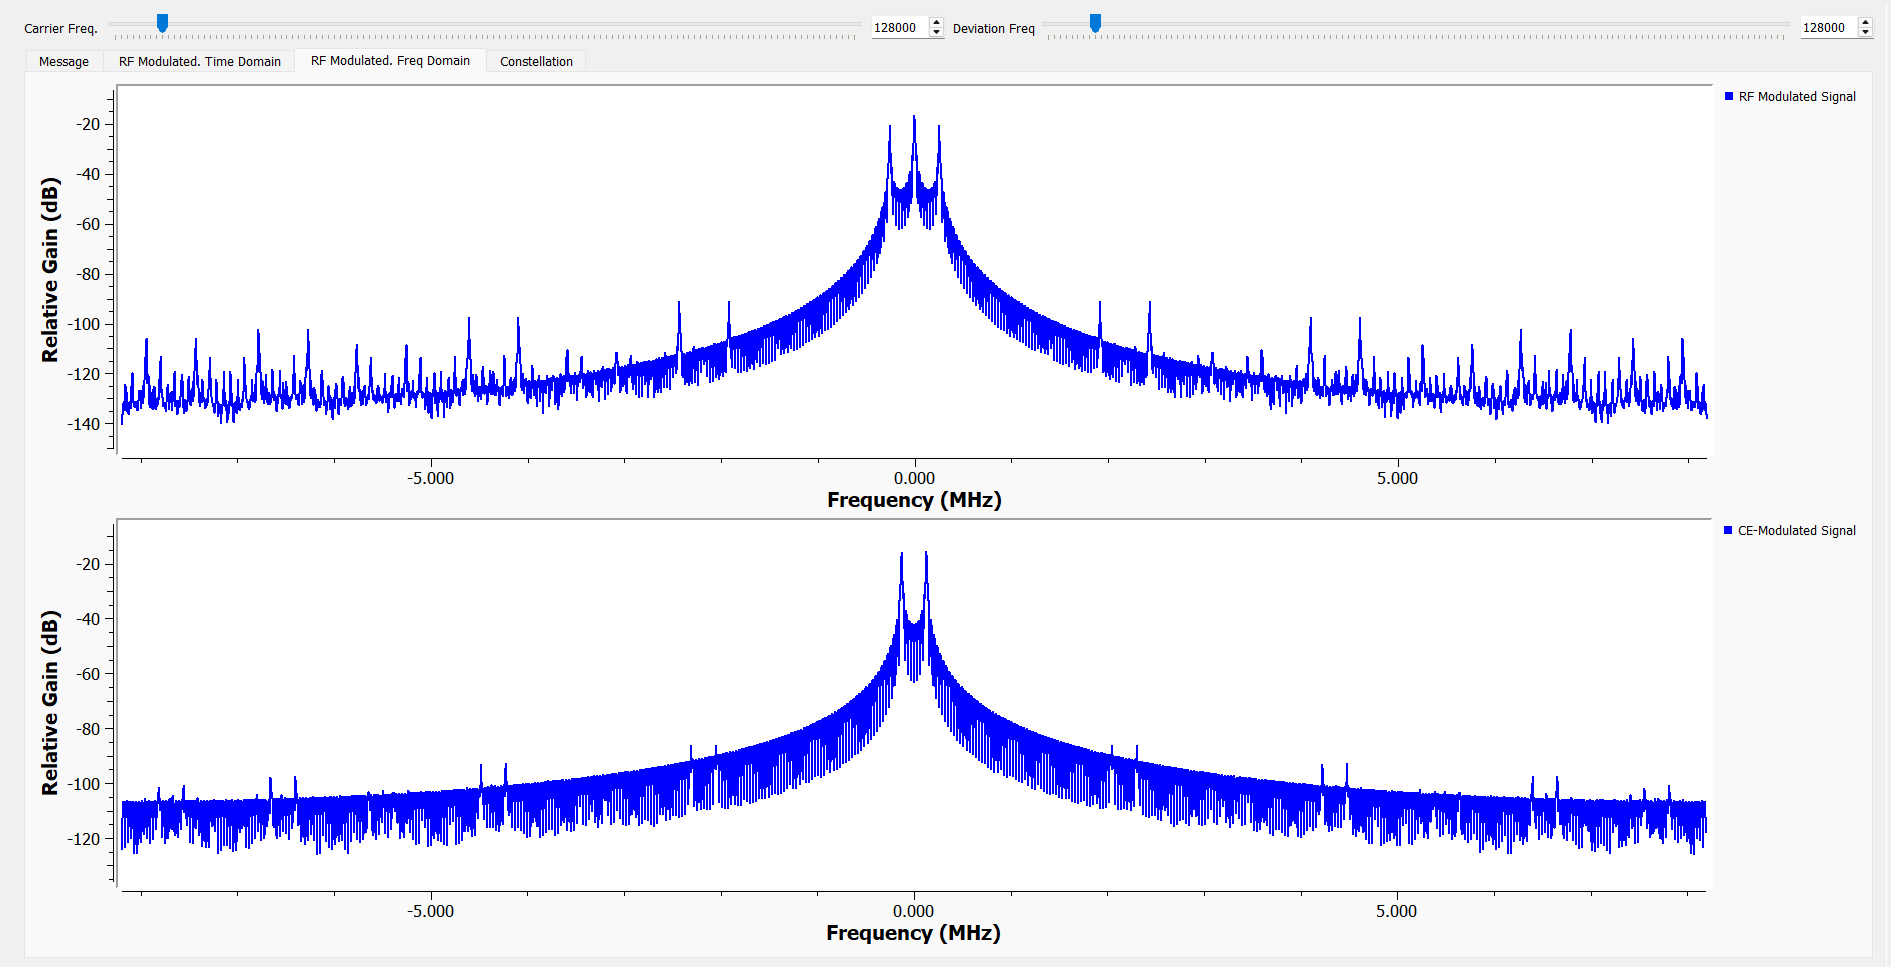 Carrier Freq. 128000 Deviation Freq 128000
Message RF Modulated. Time Domain RF Modulated. Freq Domain Constellation
RF Modulated Signal
Relative Gain (dB)
-20
-40
-60
-80
-100
-120
-140
-5.000 0.000 5.000
Frequency (MHz)
CE-Modulated Signal
Relative Gain (dB)
-20
-40
-60
-80
-100
-120
-5.000 0.000 5.000
Frequency (MHz)